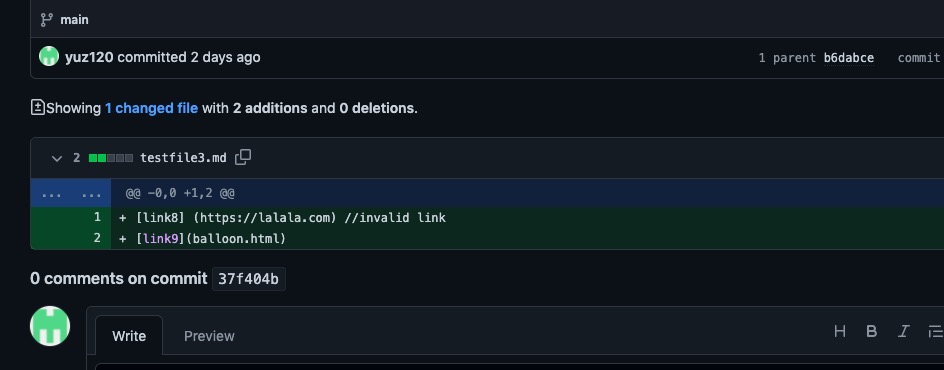 main
yuz120 committed 2 days ago 1 parent b6dabce commit
Showing 1 changed file with 2 additions and 0 deletions.
2 testfile3.md
... ... @@ -0,0 +1,2 @@
1 + [link8] (https://lalala.com) //invalid link
2 + [link9](balloon.html)
0 comments on commit 37f404b
Write Preview H B I